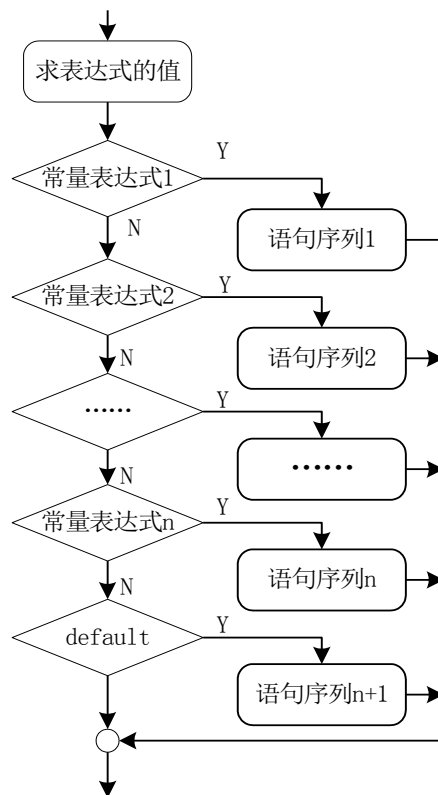 求表达式的值
Y
常量表达式1
N
语句序列1
Y
常量表达式2
N
语句序列2
Y
……
N
……
Y
常量表达式n
N
语句序列n
Y
default
语句序列n+1